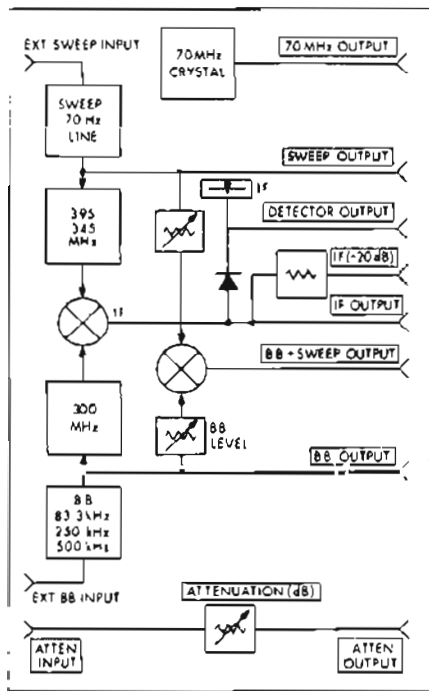 EXT SWEEP INPUT
70MHz
CRYSTAL
70MHz OUTPUT
SWEEP
70 Hz
LINE
SWEEP OUTPUT
DETECTOR OUTPUT
395
345
MHz
IF (-20dB)
IF
IF OUTPUT
BB + SWEEP OUTPUT
300
MHz
BB
LEVEL
BB OUTPUT
BB
83.3kHz
250 kHz
500 kHz
EXT BB INPUT
ATTENUATION (dB)
ATTEN
INPUT
ATTEN
OUTPUT